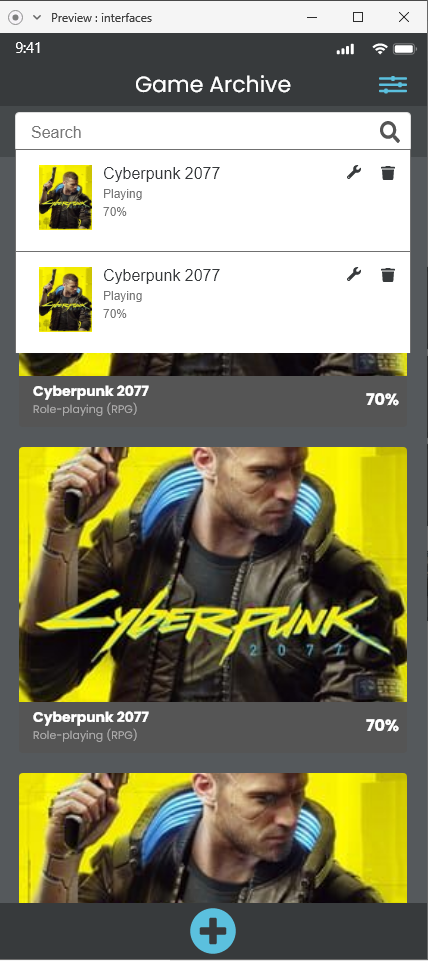 Preview : interfaces
9:41
Game Archive
Search
Cyberpunk 2077
Playing
70%
Cyberpunk 2077
Playing
70%
Cyberpunk 2077
Role-playing (RPG)
70%
CYBERPUNK
2077
Cyberpunk 2077
Role-playing (RPG)
70%